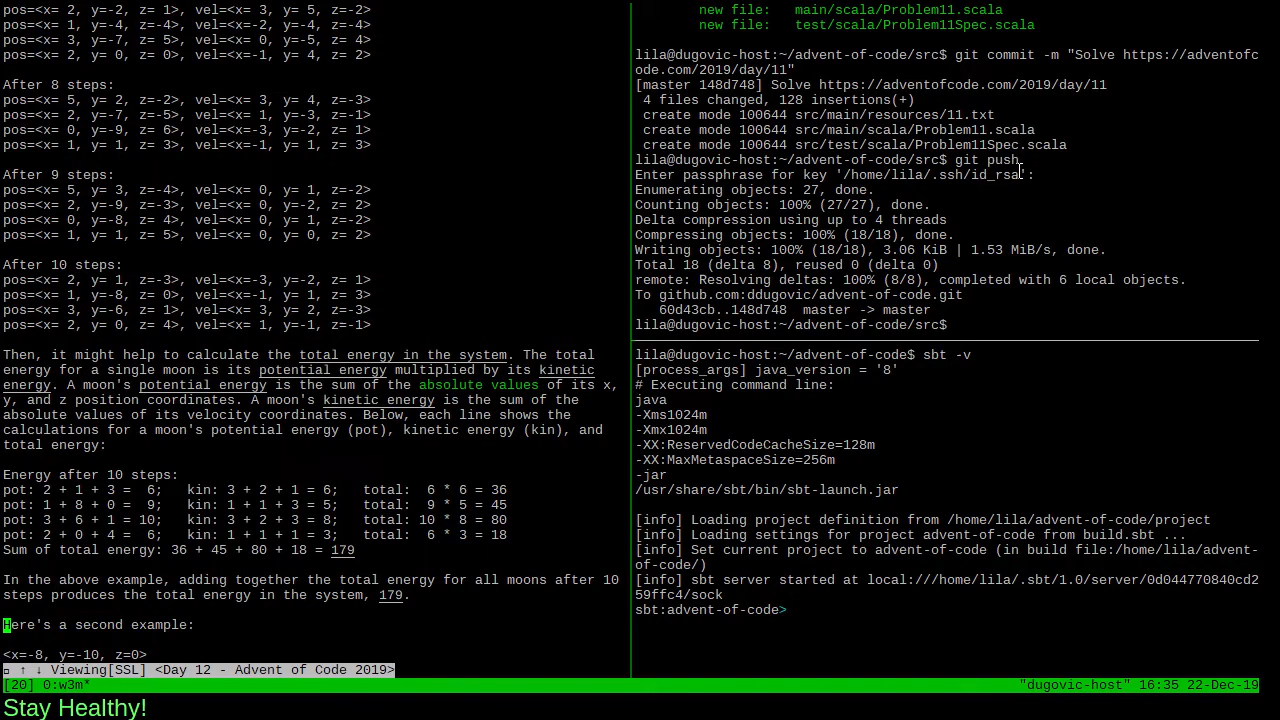 pos=<x= 2, y=-2, z= 1>, vel=<x= 3, y= 5, z=-2>
pos=<x= 1, y=-4, z=-4>, vel=<x=-2, y=-4, z=-4>
pos=<x= 3, y=-7, z= 5>, vel=<x= 0, y=-5, z= 4>
pos=<x= 2, y= 0, z= 0>, vel=<x=-1, y= 4, z= 2>
After 8 steps:
pos=<x= 5, y= 2, z=-2>, vel=<x= 3, y= 4, z=-3>
pos=<x= 2, y=-7, z=-5>, vel=<x= 1, y=-3, z=-1>
pos=<x= 0, y=-9, z= 6>, vel=<x=-3, y=-2, z= 1>
pos=<x= 1, y= 1, z= 3>, vel=<x=-1, y= 1, z= 3>
After 9 steps:
pos=<x= 5, y= 3, z=-4>, vel=<x= 0, y= 1, z=-2>
pos=<x= 2, y=-9, z=-3>, vel=<x= 0, y=-2, z= 2>
pos=<x= 0, y=-8, z= 4>, vel=<x= 0, y= 1, z=-2>
pos=<x= 1, y= 1, z= 5>, vel=<x= 0, y= 0, z= 2>
After 10 steps:
pos=<x= 2, y= 1, z=-3>, vel=<x=-3, y=-2, z= 1>
pos=<x= 1, y=-8, z= 0>, vel=<x=-1, y= 1, z= 3>
pos=<x= 3, y=-6, z= 1>, vel=<x= 3, y= 2, z=-3>
pos=<x= 2, y= 0, z= 4>, vel=<x= 1, y=-1, z=-1>
Then, it might help to calculate the total energy in the system. The total
energy for a single moon is its potential energy multiplied by its kinetic
energy. A moon's potential energy is the sum of the absolute values of its x,
y, and z position coordinates. A moon's kinetic energy is the sum of the
absolute values of its velocity coordinates. Below, each line shows the
calculations for a moon's potential energy (pot), kinetic energy (kin), and
total energy:
Energy after 10 steps:
pot: 2 + 1 + 3 =  6;   kin: 3 + 2 + 1 = 6;   total:  6 * 6 = 36
pot: 1 + 8 + 0 =  9;   kin: 1 + 1 + 3 = 5;   total:  9 * 5 = 45
pot: 3 + 6 + 1 = 10;   kin: 3 + 2 + 3 = 8;   total: 10 * 8 = 80
pot: 2 + 0 + 4 =  6;   kin: 1 + 1 + 1 = 3;   total:  6 * 3 = 18
Sum of total energy: 36 + 45 + 80 + 18 = 179
In the above example, adding together the total energy for all moons after 10
steps produces the total energy in the system, 179.
Here's a second example:
<x=-8, y=-10, z=0>
↑ ↓ Viewing[SSL] <Day 12 - Advent of Code 2019>
new file:   main/scala/Problem11.scala
new file:   test/scala/Problem11Spec.scala
lila@dugovic-host:~/advent-of-code/src$ git commit -m "Solve https://adventofc
ode.com/2019/day/11"
[master 148d748] Solve https://adventofcode.com/2019/day/11
4 files changed, 128 insertions(+)
create mode 100644 src/main/resources/11.txt
create mode 100644 src/main/scala/Problem11.scala
create mode 100644 src/test/scala/Problem11Spec.scala
lila@dugovic-host:~/advent-of-code/src$ git push
Enter passphrase for key '/home/lila/.ssh/id_rsa':
Enumerating objects: 27, done.
Counting objects: 100% (27/27), done.
Delta compression using up to 4 threads
Compressing objects: 100% (18/18), done.
Writing objects: 100% (18/18), 3.06 KiB | 1.53 MiB/s, done.
Total 18 (delta 8), reused 0 (delta 0)
remote: Resolving deltas: 100% (8/8), completed with 6 local objects.
To github.com:ddugovic/advent-of-code.git
60d43cb..148d748  master -> master
lila@dugovic-host:~/advent-of-code/src$
lila@dugovic-host:~/advent-of-code$ sbt -v
[process_args] java_version = '8'
# Executing command line:
java
-Xms1024m
-Xmx1024m
-XX:ReservedCodeCacheSize=128m
-XX:MaxMetaspaceSize=256m
-jar
/usr/share/sbt/bin/sbt-launch.jar
[info] Loading project definition from /home/lila/advent-of-code/project
[info] Loading settings for project advent-of-code from build.sbt ...
[info] Set current project to advent-of-code (in build file:/home/lila/advent-
of-code/)
[info] sbt server started at local:///home/lila/.sbt/1.0/server/0d044770840cd2
59ffc4/sock
sbt:advent-of-code>
[20] 0:w3m* "dugovic-host" 16:35 22-Dec-19
Stay Healthy!